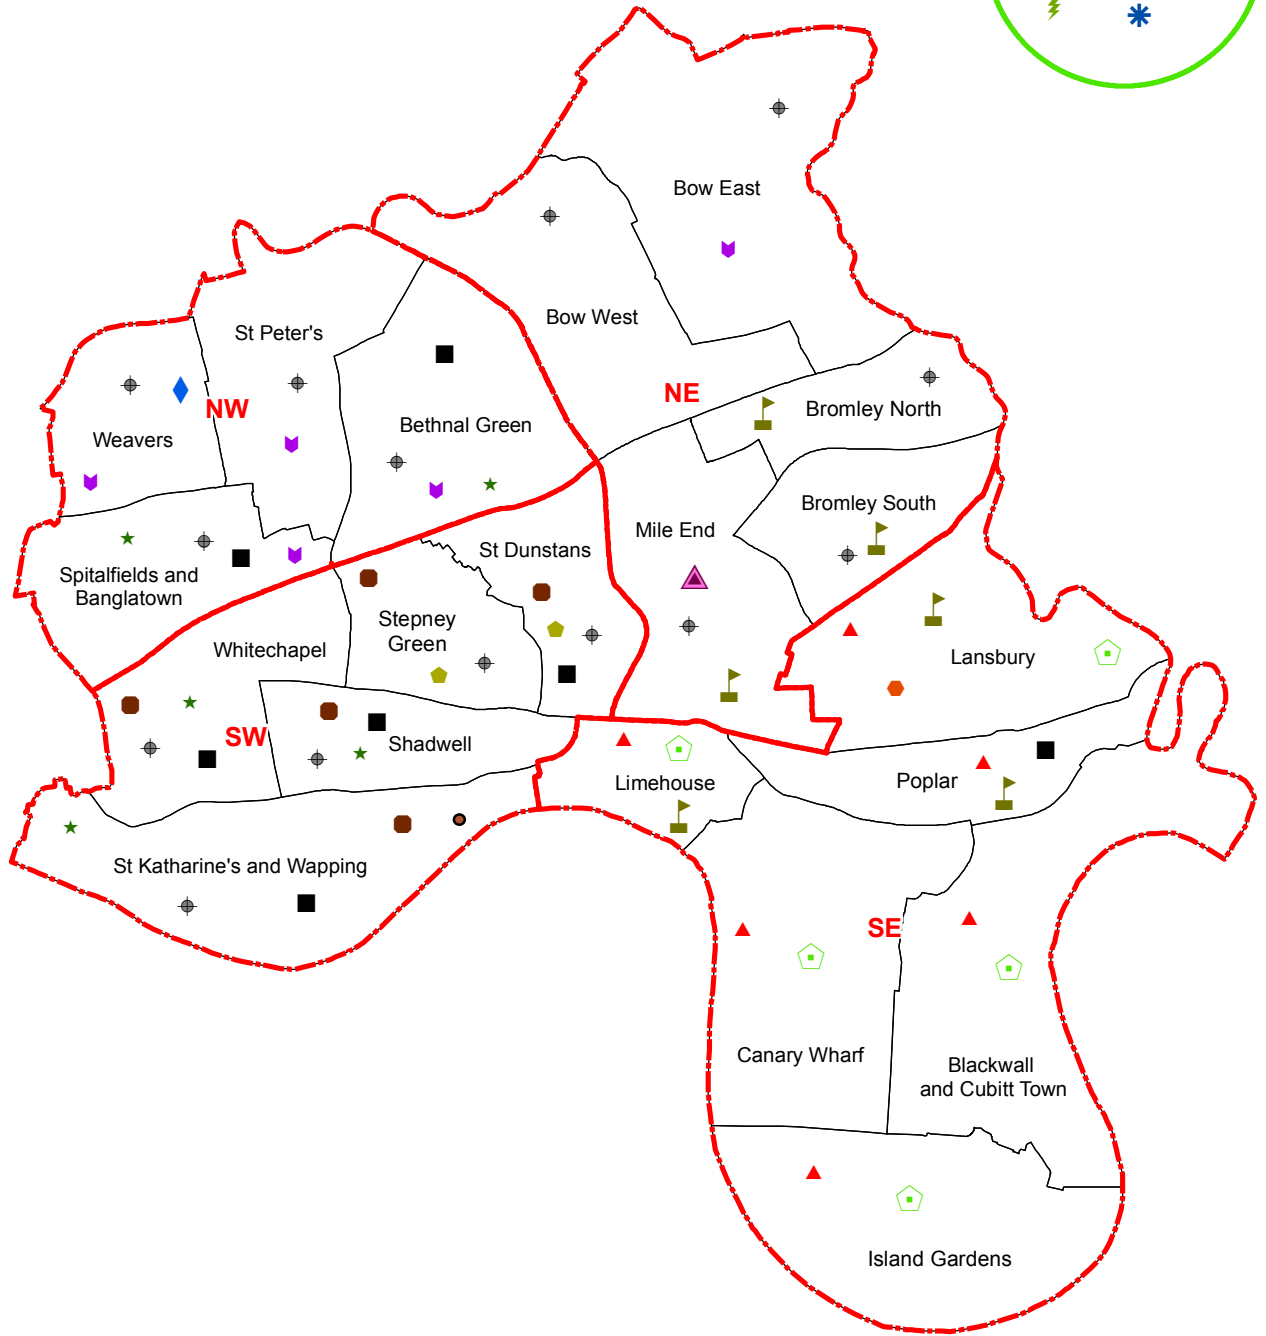 Bow East
Bow West
St Peter's
NE
NW
Bromley North
Weavers
Bethnal Green
Bromley South
Mile End
St Dunstans
Spitalfields and
Banglatown
Stepney
Green
Whitechapel
Lansbury
SW
Shadwell
Limehouse
Poplar
St Katharine's and Wapping
SE
Canary Wharf
Blackwall
and Cubitt Town
Island Gardens